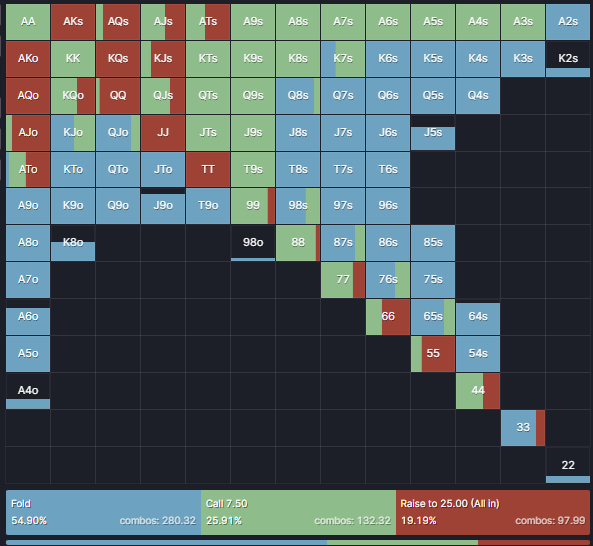 AA AKs AQs AJs ATs A9s A8s A7s A6s A5s A4s A3s A2s
AKo KK KQs KJs KTs K9s K8s K7s K6s K5s K4s K3s K2s
AQo KQo QQ QJs QTs Q9s Q8s Q7s Q6s Q5s Q4s
AJo KJo QJo JJ JTs J9s J8s J7s J6s J5s
ATo KTo QTo JTo TT T9s T8s T7s T6s
A9o K9o Q9o J9o T9o 99 98s 97s 96s
A8o K8o 98o 88 87s 86s 85s
A7o 77 76s 75s
A6o 66 65s 64s
A5o 55 54s
A4o 44
33
22
Fold Call 7.50 Raise to 25.00 (All in)
54.90% combos: 280.32 25.91% combos: 132.32 19.19% combos: 97.99